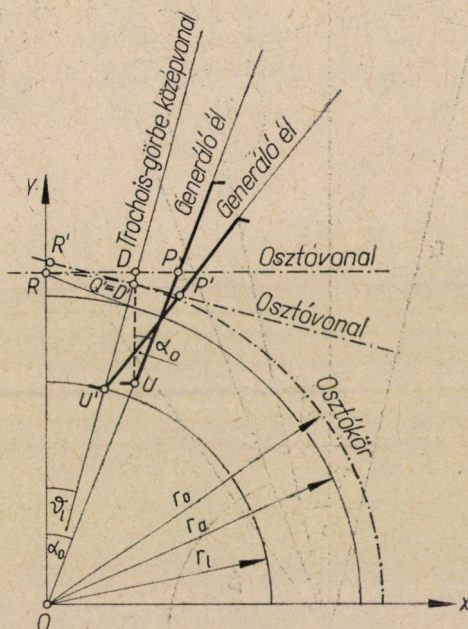 Trochois-görbe középvonal
Generáló él
Generáló él
Y
R'
R
D
P
Osztóvonal
Q'=D'
P'
Osztóvonal
α₀
Osztókör
U'
U
ϑ₁
α₀
r₀
rₐ
r₁
O
X